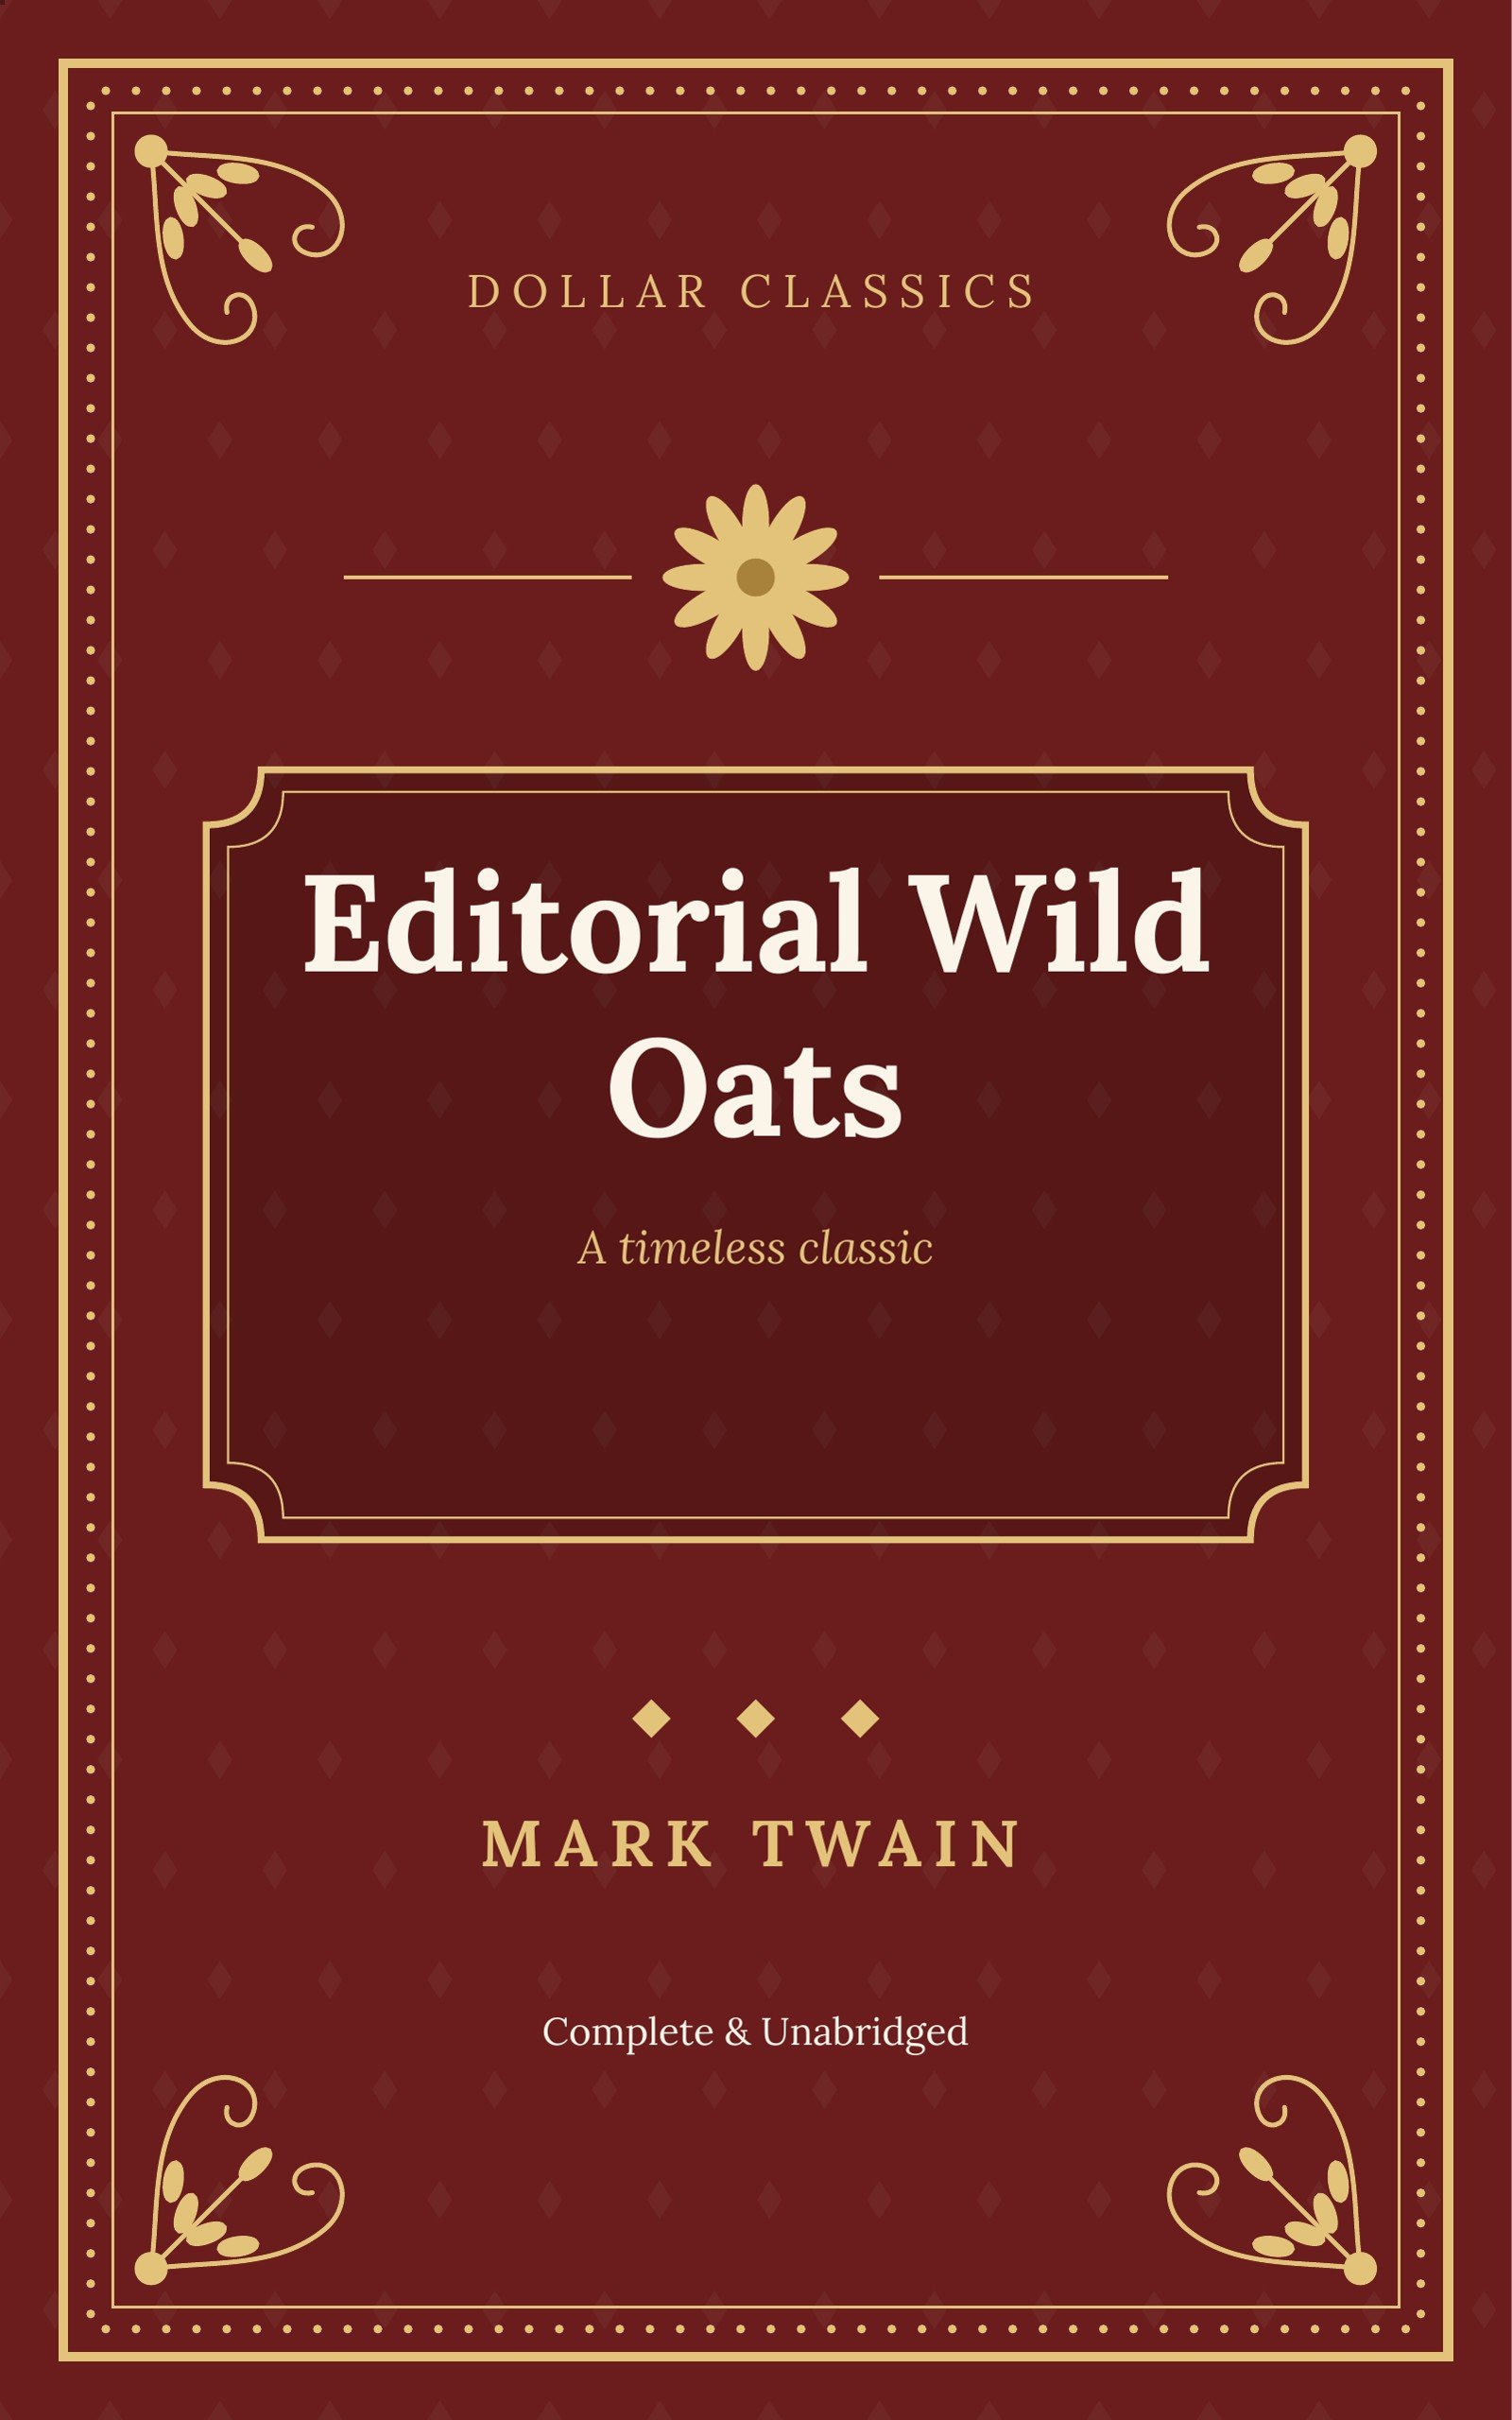 DOLLAR CLASSICS
Editorial Wild
Oats
A timeless classic
MARK TWAIN
Complete & Unabridged